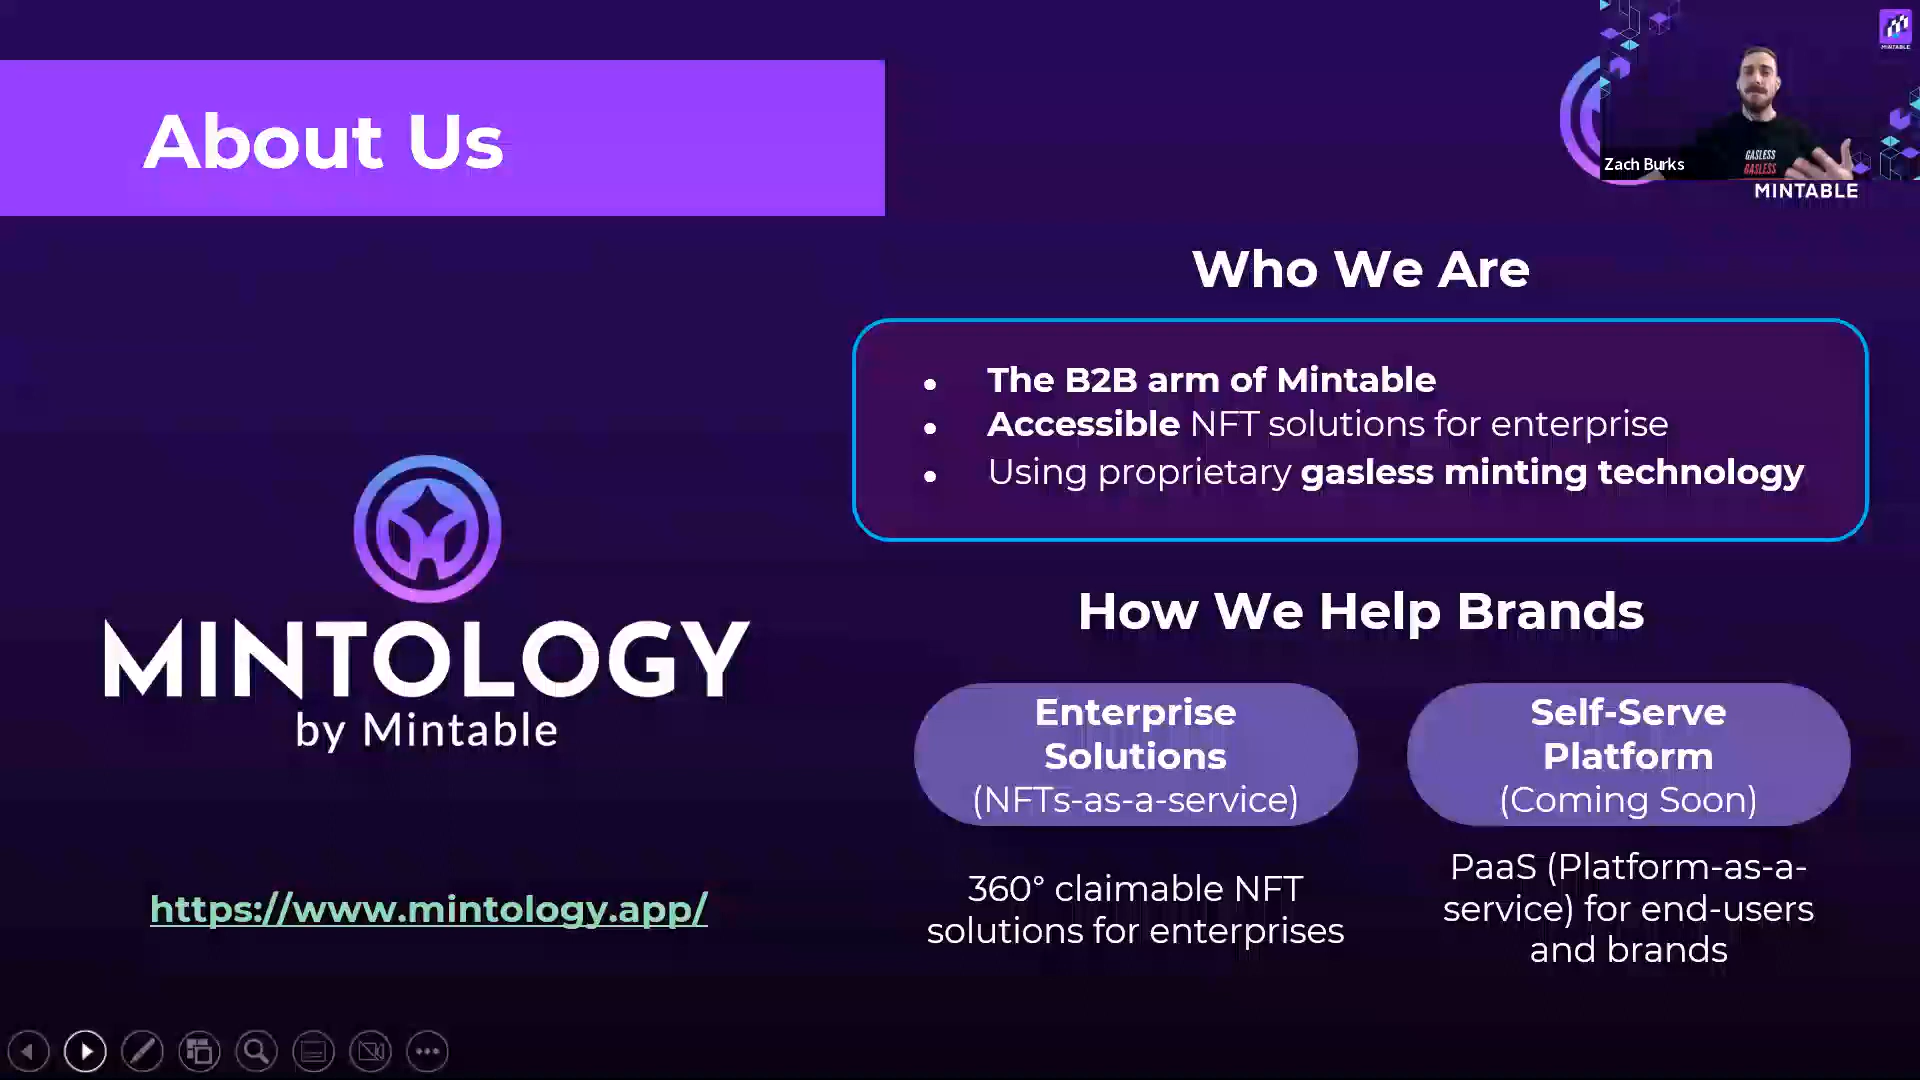 About Us
MINTABLE
Zach Burks
GASLESS
GASLESS
MINTABLE
Who We Are
The B2B arm of Mintable
Accessible NFT solutions for enterprise
Using proprietary gasless minting technology
MINTOLOGY
by Mintable
https://www.mintology.app/
How We Help Brands
Enterprise
Solutions
(NFTs-as-a-service)
360° claimable NFT
solutions for enterprises
Self-Serve
Platform
(Coming Soon)
PaaS (Platform-as-a-
service) for end-users
and brands